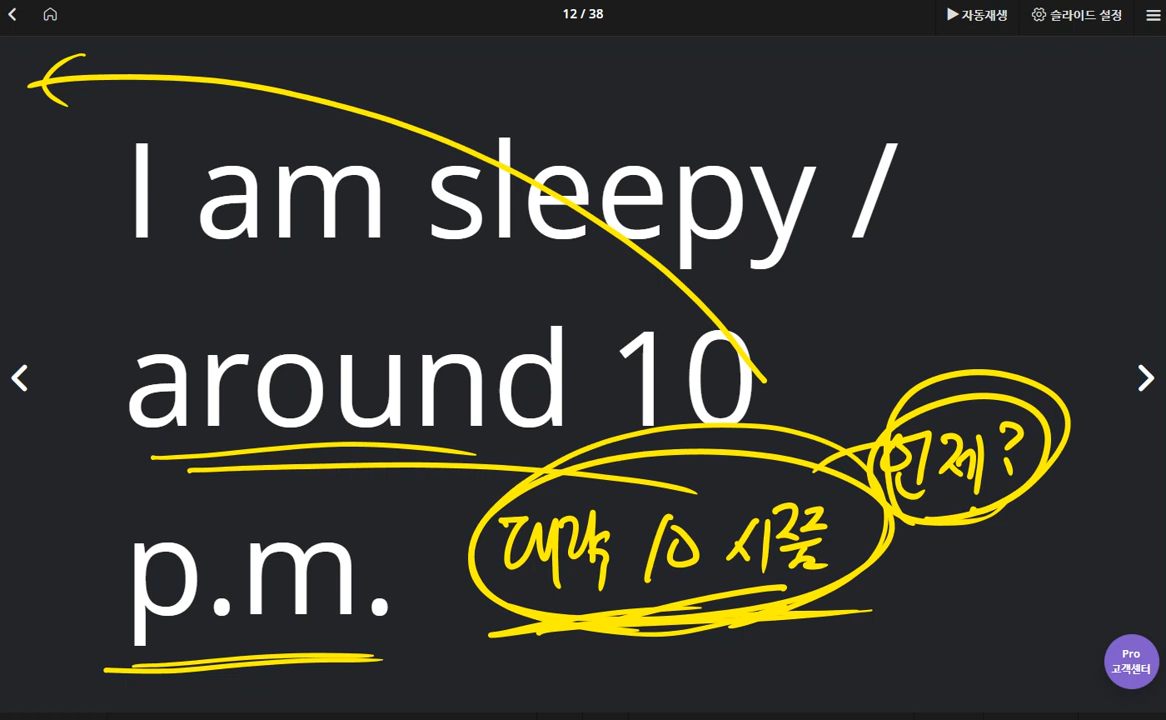 12 / 38
▶ 자동재생
슬라이드 설정
I am sleepy /
around 10
언제?
p.m.
대략 10 시쯤
Pro
고객센터